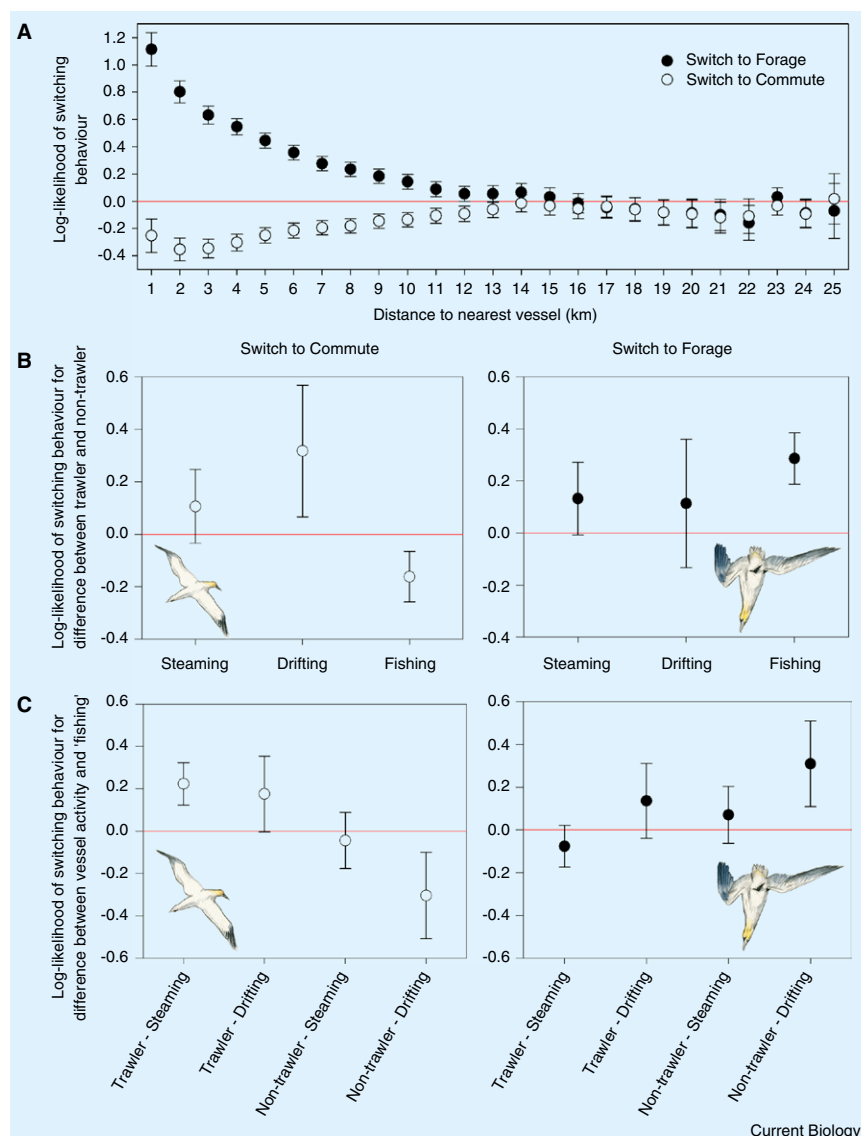 A
Log-likelihood of switching
behaviour
1.2
1.0
0.8
0.6
0.4
0.2
0.0
-0.2
-0.4
Switch to Forage
Switch to Commute
1 2 3 4 5 6 7 8 9 10 11 12 13 14 15 16 17 18 19 20 21 22 23 24 25
Distance to nearest vessel (km)
B
Log-likelihood of switching behaviour for
difference between trawler and non-trawler
Switch to Commute
0.6
0.4
0.2
0.0
-0.2
-0.4
Steaming Drifting Fishing
Switch to Forage
0.6
0.4
0.2
0.0
-0.2
-0.4
Steaming Drifting Fishing
C
Log-likelihood of switching behaviour for
difference between vessel activity and 'fishing'
0.6
0.4
0.2
0.0
-0.2
-0.4
-0.6
Trawler - Steaming
Trawler - Drifting
Non-trawler - Steaming
Non-trawler - Drifting
0.6
0.4
0.2
0.0
-0.2
-0.4
-0.6
Trawler - Steaming
Trawler - Drifting
Non-trawler - Steaming
Non-trawler - Drifting
Current Biology